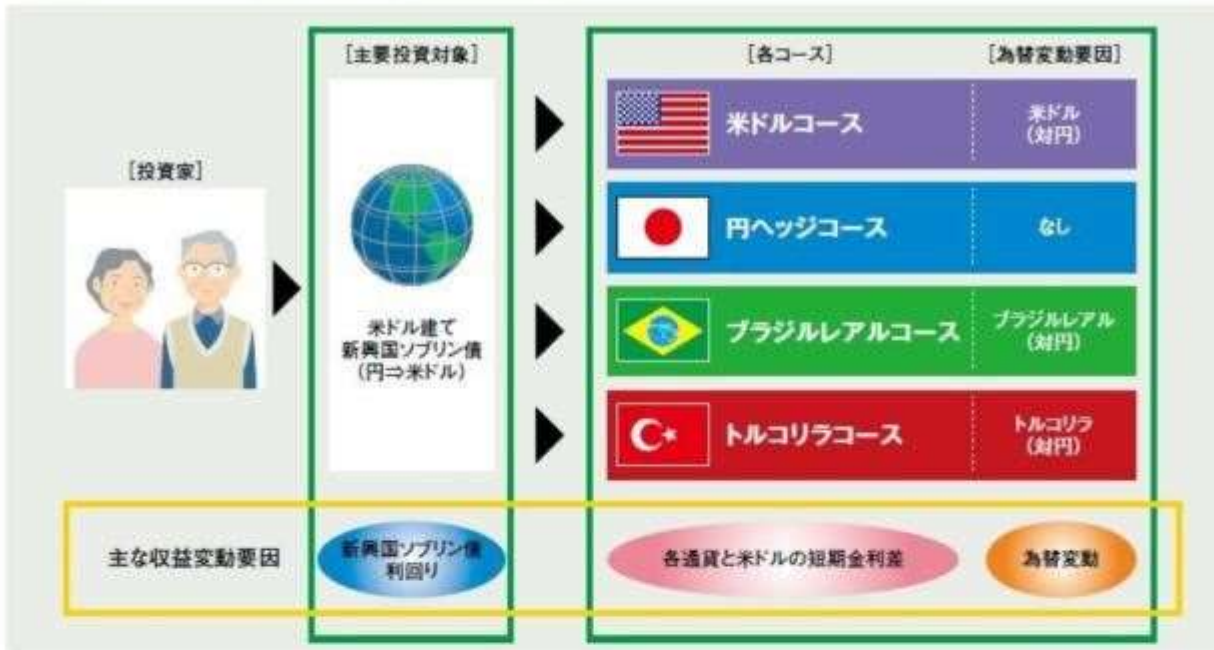 [主要投資対象]
[各コース]
[為替変動要因]
[投資家]
米ドル建て
新興国ソブリン債
(円⇒米ドル)
米ドルコース
米ドル
(対円)
円ヘッジコース
なし
ブラジルレアルコース
ブラジルレアル
(対円)
トルコリラコース
トルコリラ
(対円)
主な収益変動要因
新興国ソブリン債
利回り
各通貨と米ドルの短期金利差
為替変動